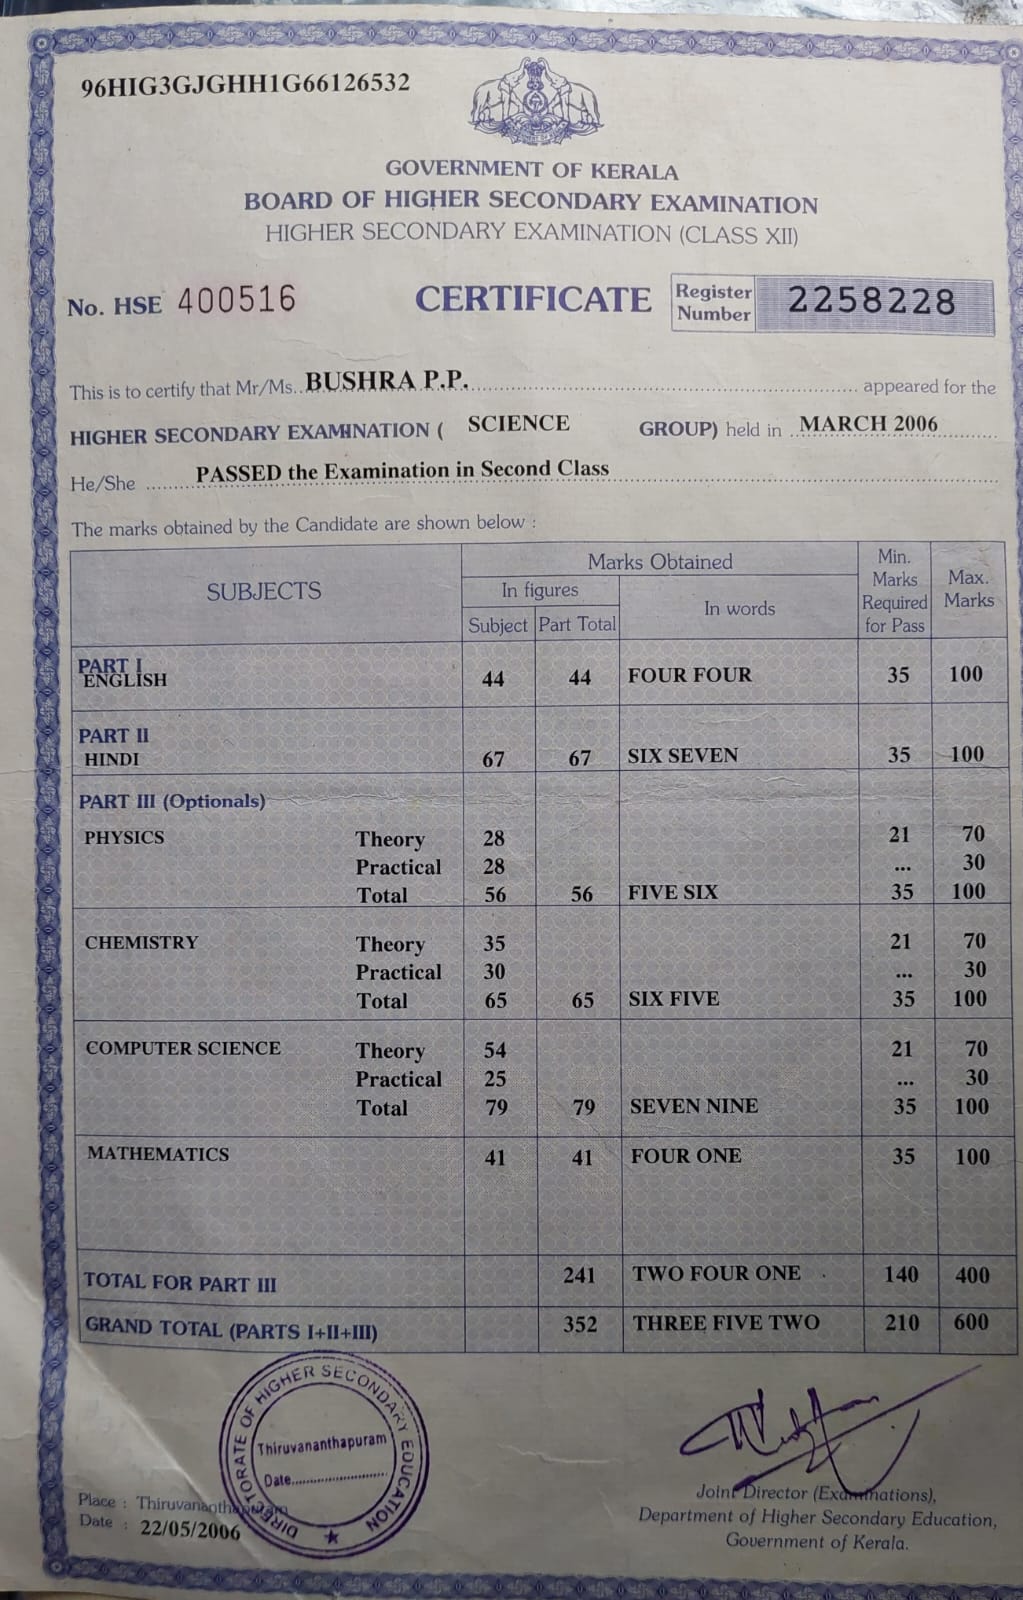 96HIG3GJGHH1G66126532
GOVERNMENT OF KERALA
BOARD OF HIGHER SECONDARY EXAMINATION
HIGHER SECONDARY EXAMINATION (CLASS XII)
No. HSE 400516 CERTIFICATE Register Number 2258228
This is to certify that Mr/Ms. BUSHRA P.P. appeared for the
HIGHER SECONDARY EXAMINATION ( SCIENCE GROUP) held in MARCH 2006
He/She PASSED the Examination in Second Class
The marks obtained by the Candidate are shown below :
SUBJECTS Marks Obtained Min. Marks Required for Pass Max. Marks
In figures In words
Subject Part Total
PART I
ENGLISH 44 44 FOUR FOUR 35 100
PART II
HINDI 67 67 SIX SEVEN 35 100
PART III (Optionals)
PHYSICS Theory 28 21 70
Practical 28 ... 30
Total 56 56 FIVE SIX 35 100
CHEMISTRY Theory 35 21 70
Practical 30 ... 30
Total 65 65 SIX FIVE 35 100
COMPUTER SCIENCE Theory 54 21 70
Practical 25 ... 30
Total 79 79 SEVEN NINE 35 100
MATHEMATICS 41 41 FOUR ONE 35 100
TOTAL FOR PART III 241 TWO FOUR ONE 140 400
GRAND TOTAL (PARTS I+II+III) 352 THREE FIVE TWO 210 600
DIRECTORATE OF HIGHER SECONDARY EDUCATION
Thiruvananthapuram
Date
Place : Thiruvananthapuram
Date : 22/05/2006
Joint Director (Examinations),
Department of Higher Secondary Education,
Government of Kerala.